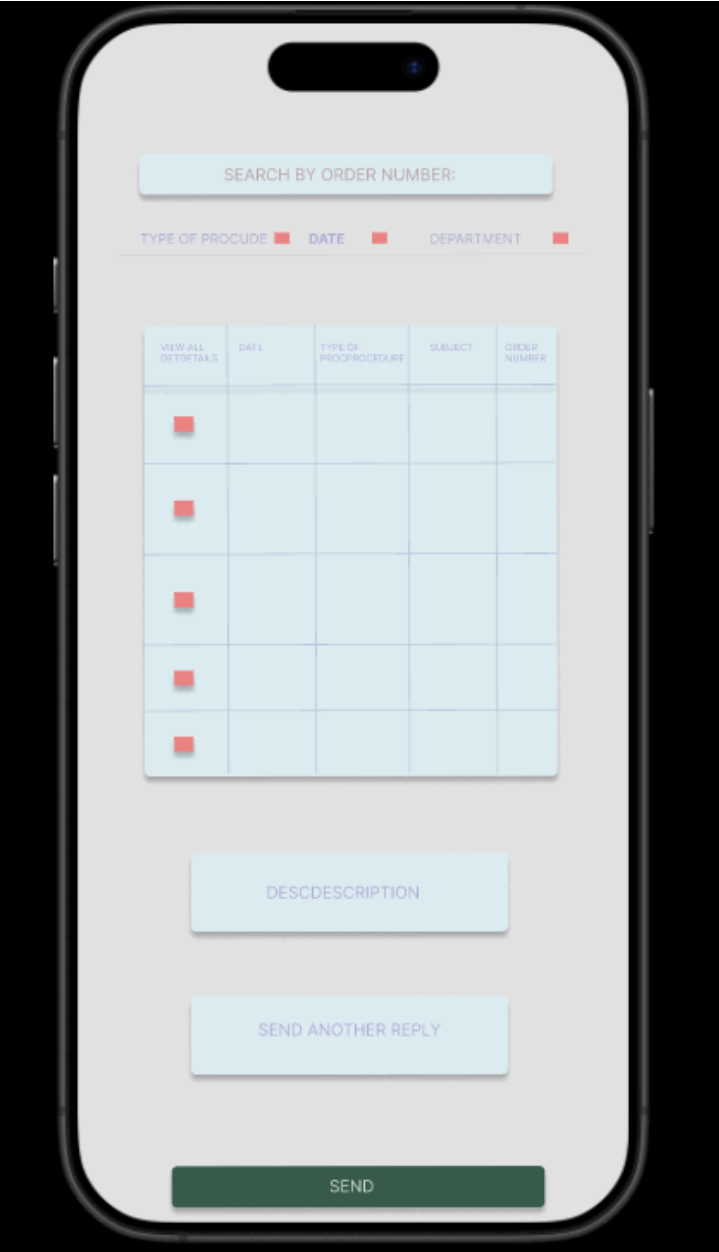 SEARCH BY ORDER NUMBER:
TYPE OF PROCUDE DATE DEPARTMENT
VIEW ALL DATE TYPE OF SUBJECT ORDER
DETDETAILS PROCPROCEDURE NUMBER
DESCDESCRIPTION
SEND ANOTHER REPLY
SEND